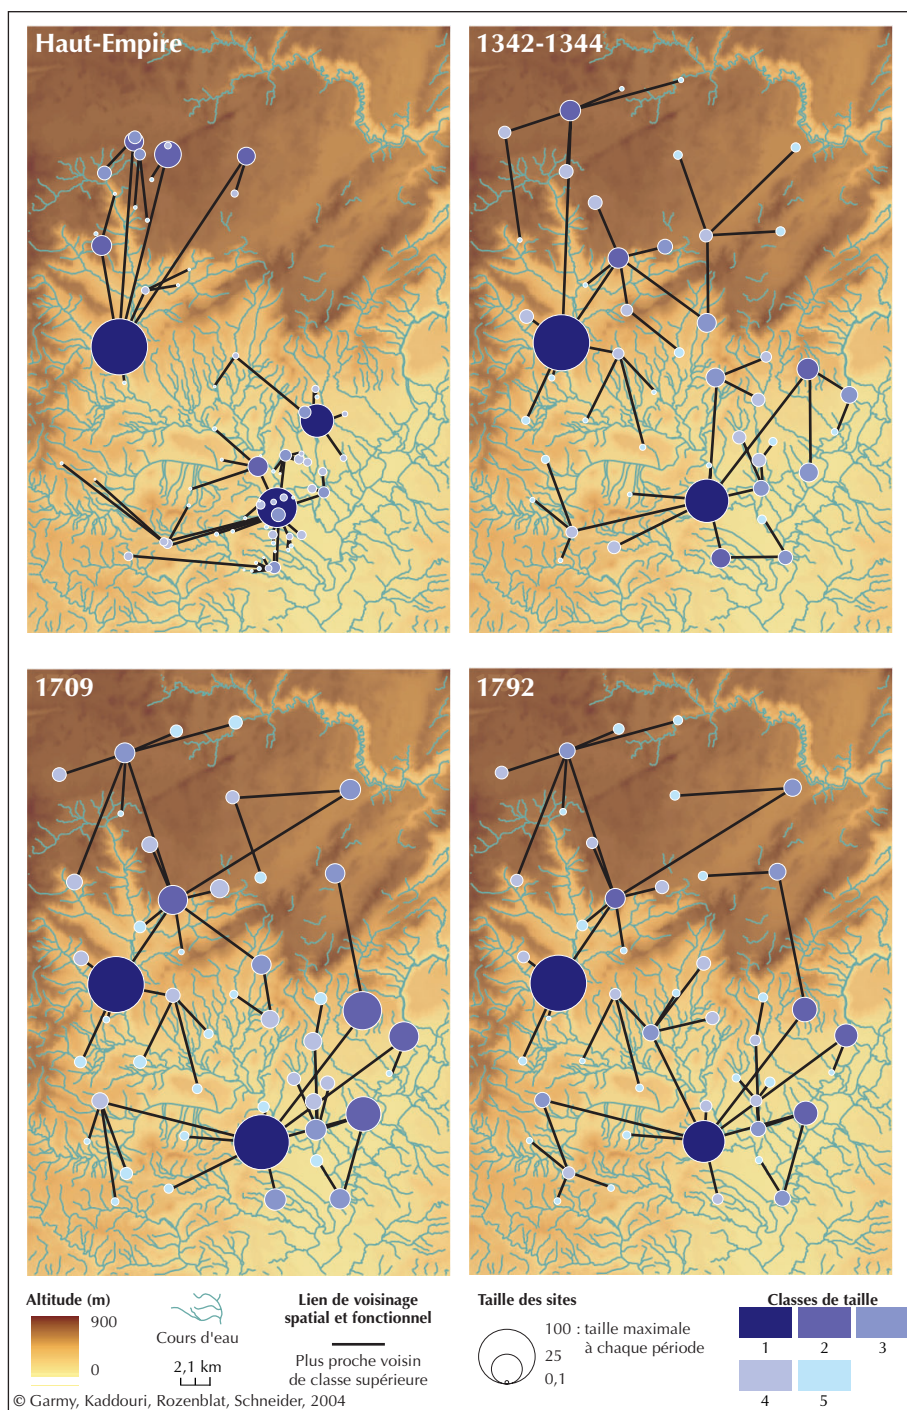 Haut-Empire
1342-1344
1709
1792
Altitude (m)
900
0
Cours d'eau
2,1 km
Lien de voisinage
spatial et fonctionnel
Plus proche voisin
de classe supérieure
Taille des sites
100 : taille maximale
à chaque période
25
0,1
Classes de taille
1
2
3
4
5
© Garmy, Kaddouri, Rozenblat, Schneider, 2004